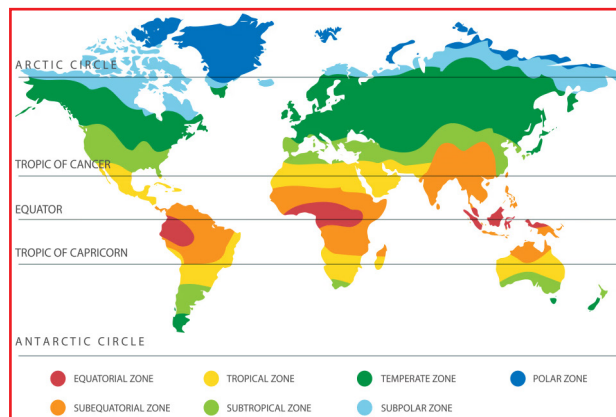 ARCTIC CIRCLE
TROPIC OF CANCER
EQUATOR
TROPIC OF CAPRICORN
ANTARCTIC CIRCLE
EQUATORIAL ZONE
TROPICAL ZONE
TEMPERATE ZONE
POLAR ZONE
SUBEQUATORIAL ZONE
SUBTROPICAL ZONE
SUBPOLAR ZONE